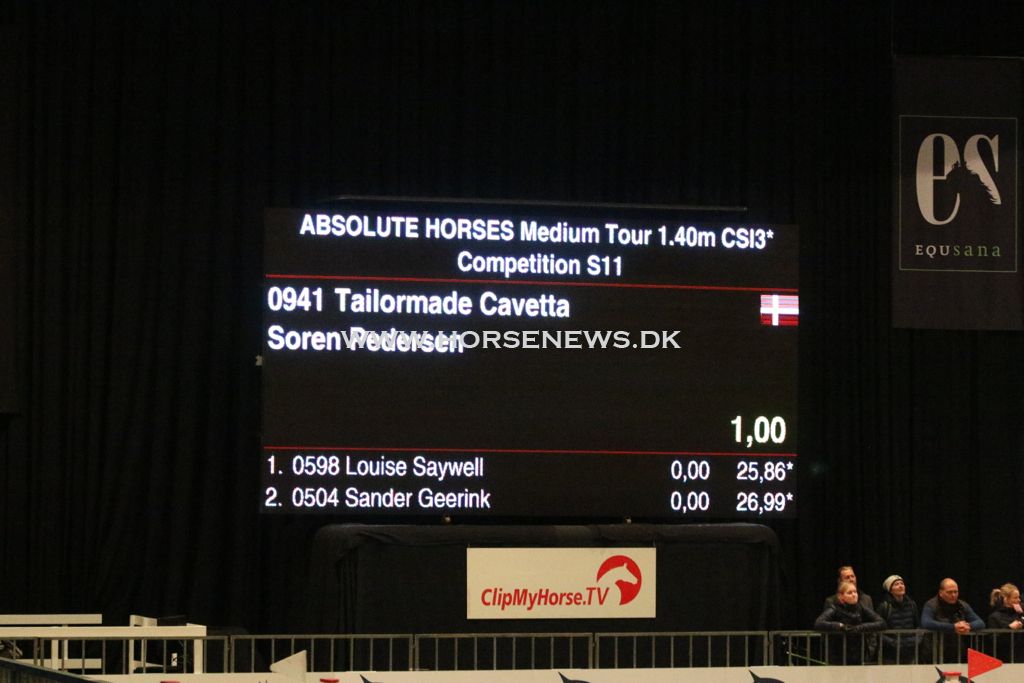 ABSOLUTE HORSES Medium Tour 1.40m CSI3*
Competition S11
0941 Tailormade Cavetta
Soren Pedersen
WWW.HORSENEWS.DK
1,00
1. 0598 Louise Saywell 0,00 25,86*
2. 0504 Sander Geerink 0,00 26,99*
ClipMyHorse.TV
es
EQUsana